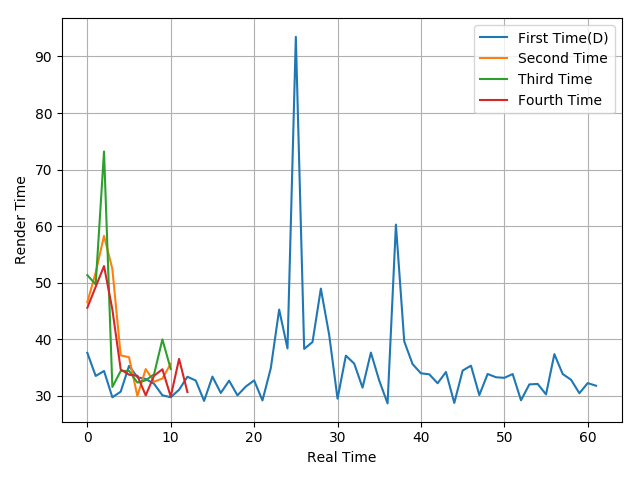 First Time(D)
Second Time
Third Time
Fourth Time
90
80
70
60
50
40
30
Render Time
0 10 20 30 40 50 60
Real Time